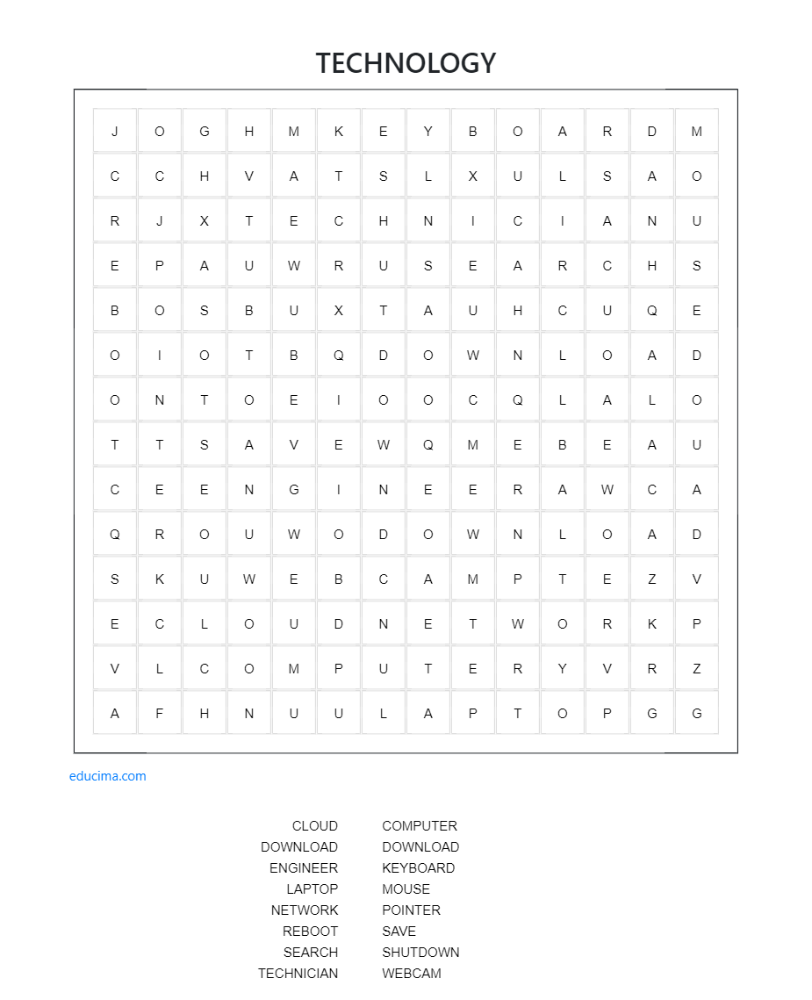 TECHNOLOGY
J O G H M K E Y B O A R D M
C C H V A T S L X U L S A O
R J X T E C H N I C I A N U
E P A U W R U S E A R C H S
B O S B U X T A U H C U Q E
O I O T B Q D O W N L O A D
O N T O E I O O C Q L A L O
T T S A V E W Q M E B E A U
C E E N G I N E E R A W C A
Q R O U W O D O W N L O A D
S K U W E B C A M P T E Z V
E C L O U D N E T W O R K P
V L C O M P U T E R Y V R Z
A F H N U U L A P T O P G G
educima.com
CLOUD COMPUTER
DOWNLOAD DOWNLOAD
ENGINEER KEYBOARD
LAPTOP MOUSE
NETWORK POINTER
REBOOT SAVE
SEARCH SHUTDOWN
TECHNICIAN WEBCAM